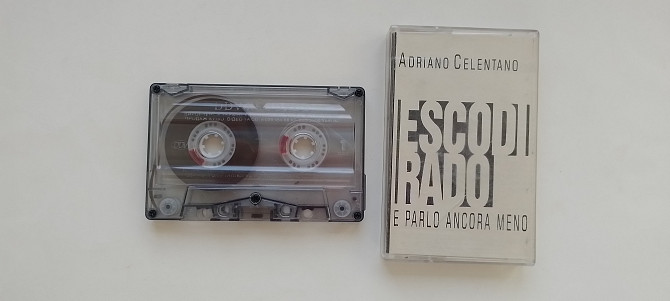 ADRIANO CELENTANO
ESCO DI
RADO
E PARLO ANCORA MENO